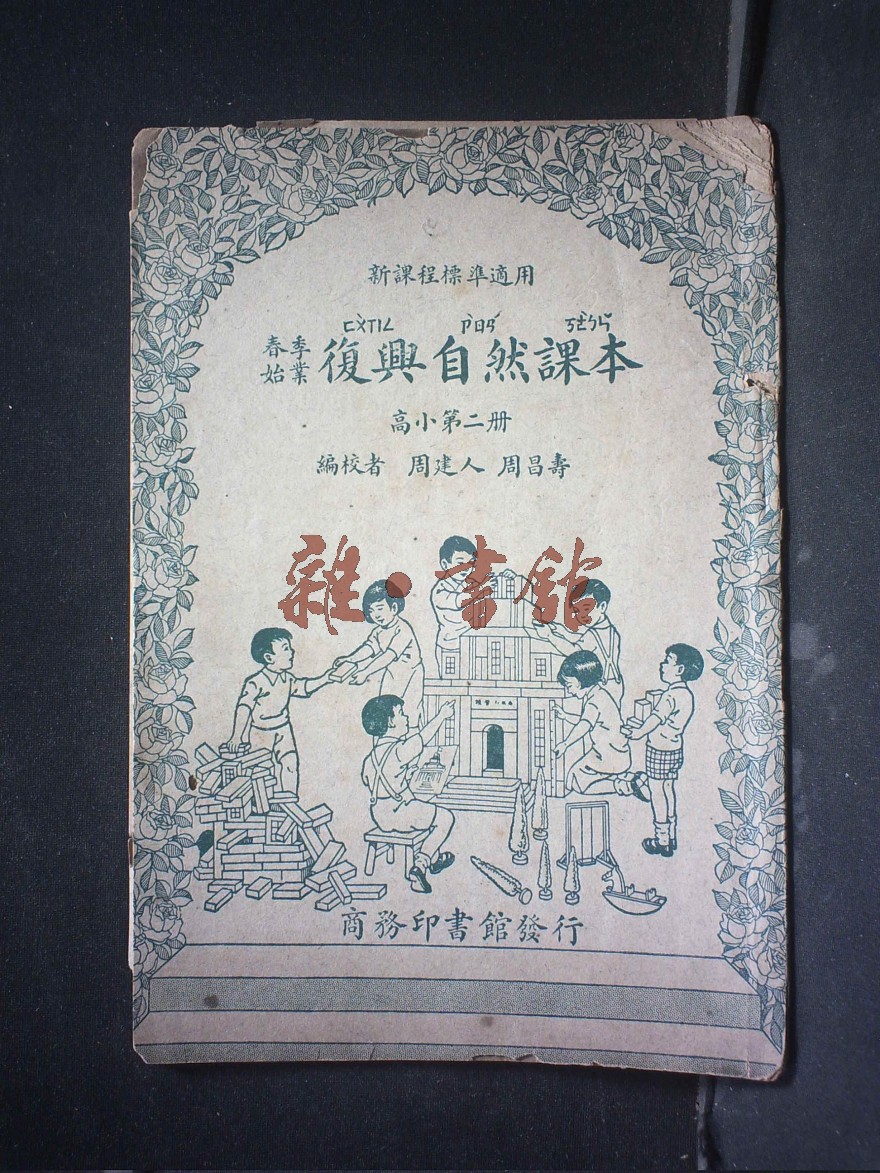 新課程標準適用
ㄈㄨˋㄒㄧㄥ ㄗˋㄖㄢˊ ㄎㄜˋㄅㄣˇ
春季始業 復興自然課本
高小第二册
編校者 周建人 周昌壽
雜·書館
商務印書館發行